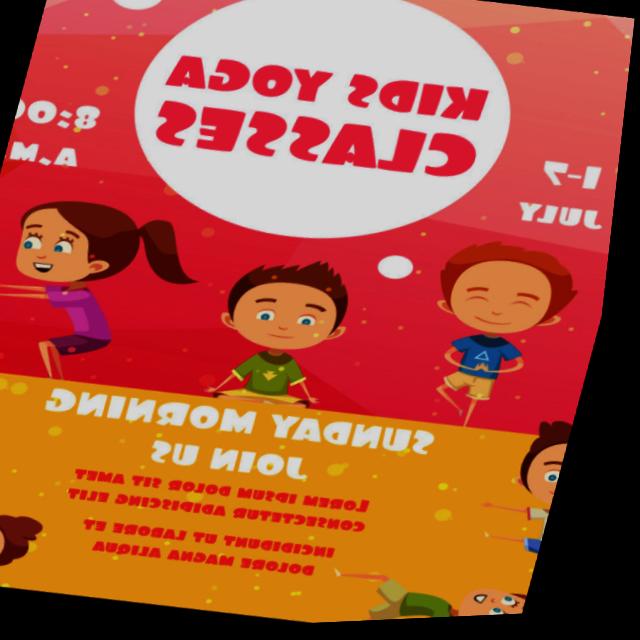 KIDS YOGA
CLASSES
1-7
JULY
8:00
A.M
SUNDAY MORNING
JOIN US
LOREM IPSUM DOLOR SIT AMET
CONSECTETUR ADIPISCING ELIT
INCIDIDUNT UT LABORE ET
DOLORE MAGNA ALIQUA